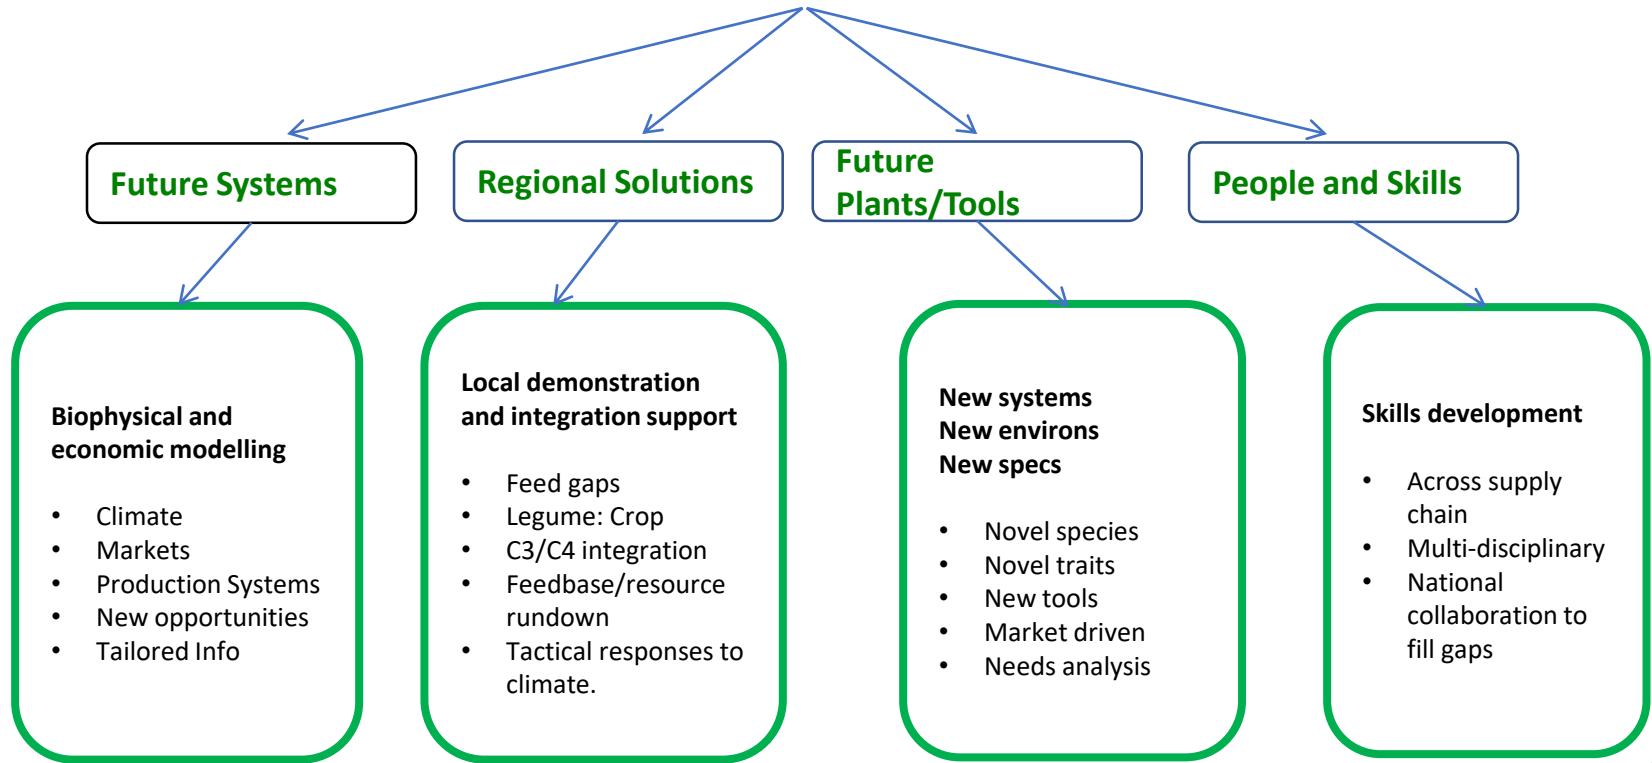 Future Systems
Regional Solutions
Future
Plants/Tools
People and Skills
Biophysical and
economic modelling
• Climate
• Markets
• Production Systems
• New opportunities
• Tailored Info
Local demonstration
and integration support
• Feed gaps
• Legume: Crop
• C3/C4 integration
• Feedbase/resource
rundown
• Tactical responses to
climate.
New systems
New environs
New specs
• Novel species
• Novel traits
• New tools
• Market driven
• Needs analysis
Skills development
• Across supply
chain
• Multi-disciplinary
• National
collaboration to
fill gaps